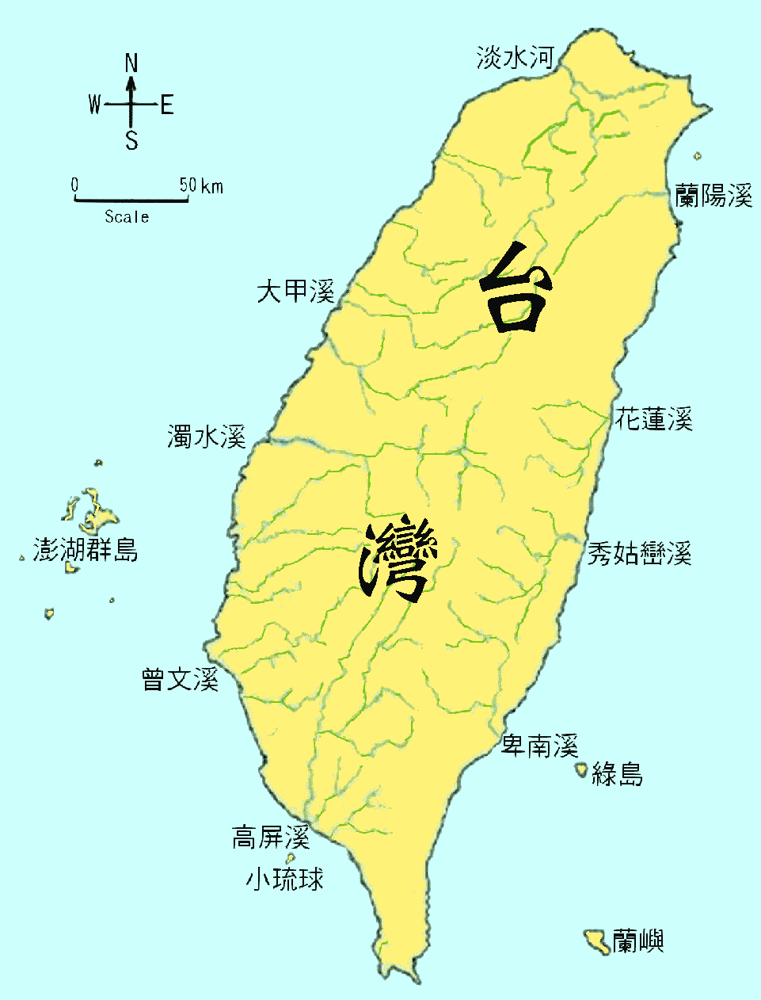 淡水河
N
W E
S
0 50 km
Scale
蘭陽溪
台
大甲溪
花蓮溪
濁水溪
灣
澎湖群島
秀姑巒溪
曾文溪
卑南溪
綠島
高屏溪
小琉球
蘭嶼